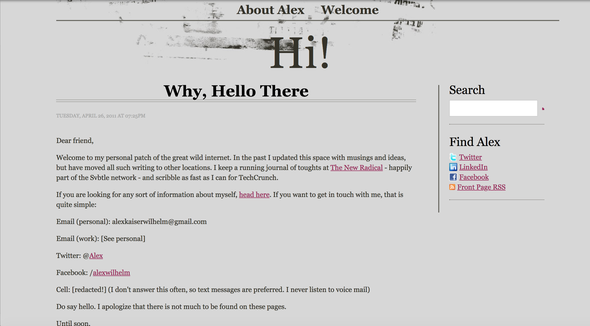 About Alex Welcome
Hi!
Why, Hello There
TUESDAY, APRIL 26, 2011 AT
Dear friend,
Welcome to my personal patch of the great wild internet. In the past I updated this space with musings and ideas,
but have moved all such writing to other locations. I keep a running journal of toughts at The New Radical - happily
part of the Svbtle network - and scribble as fast as I can for TechCrunch.
If you are looking for any sort of information about myself, head here. If you want to get in touch with me, that is
quite simple:
Email (personal): alexkaiserwilhelm@gmail.com
Email (work): [See personal]
Twitter: @Alex
Facebook: /alexwilhelm
Cell: [redacted!] (I don't answer this often, so text messages are preferred. I never listen to voice mail)
Do say hello. I apologize that there is not much to be found on these pages.
Until soon,
Search
Find Alex
Twitter
LinkedIn
Facebook
Front Page RSS